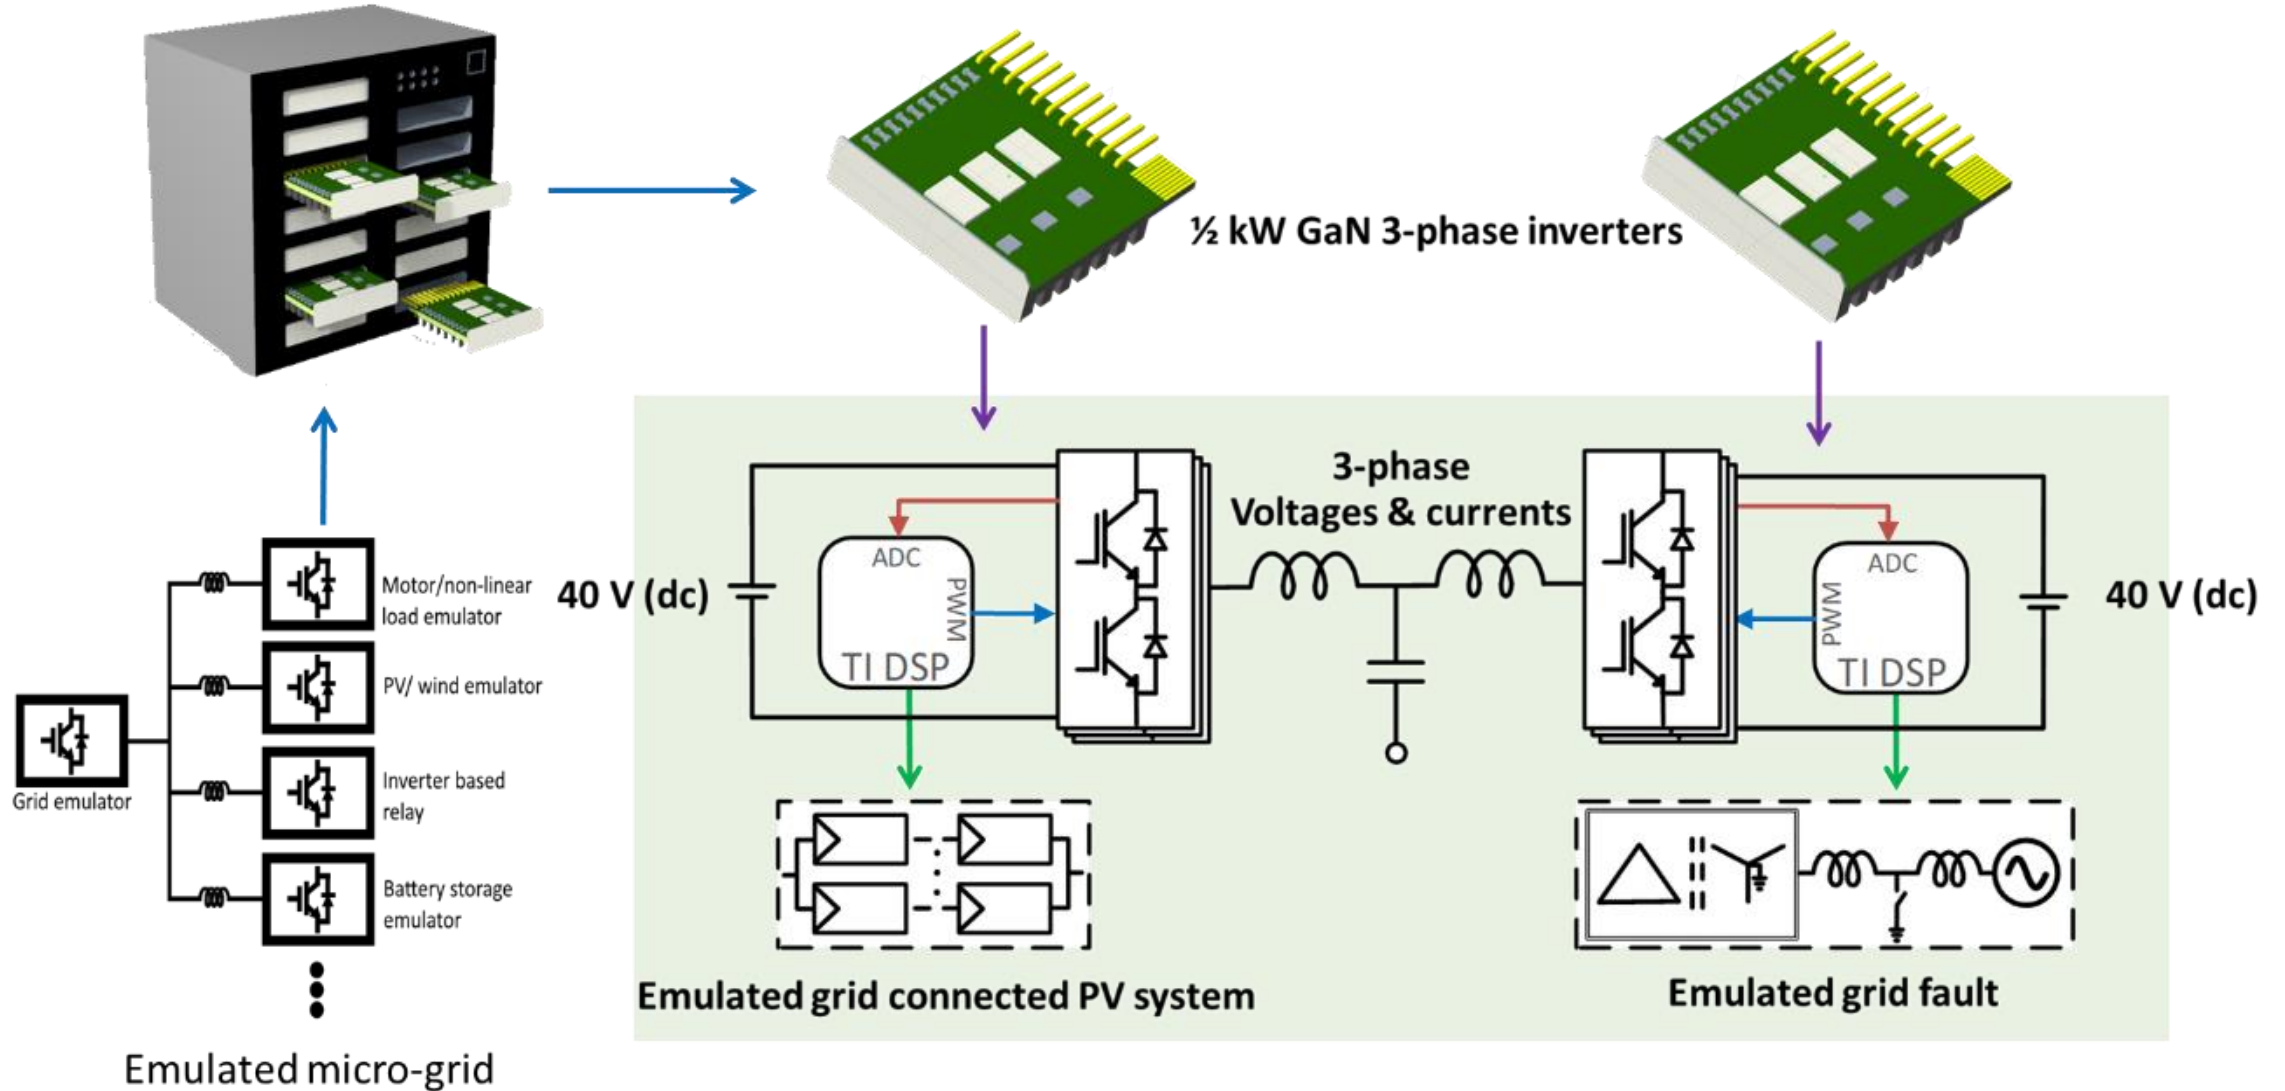 ½ kW GaN 3-phase inverters
3-phase
Voltages & currents
40 V (dc)
ADC
PWM
TI DSP
ADC
PWM
TI DSP
40 V (dc)
Motor/non-linear
load emulator
PV/ wind emulator
Grid emulator
Inverter based
relay
Battery storage
emulator
Emulated micro-grid
Emulated grid connected PV system
Emulated grid fault